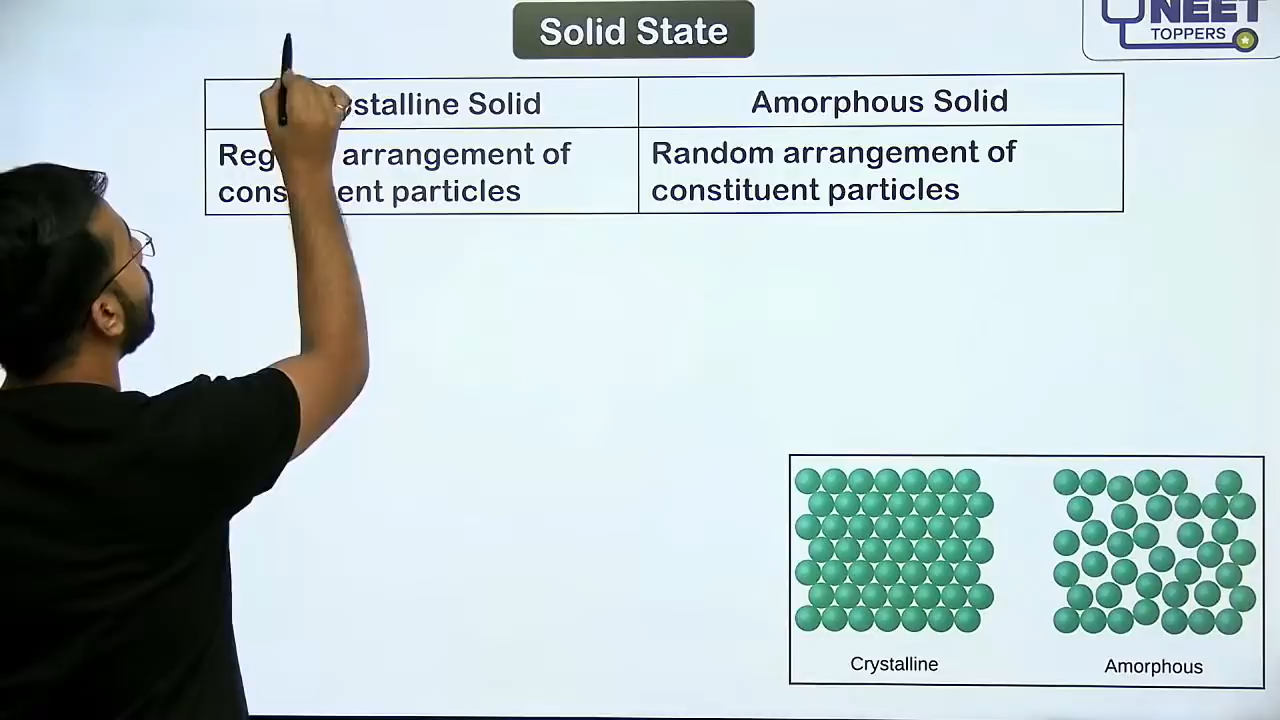 Solid State
NEET
TOPPERS
stalline Solid
Amorphous Solid
arrangement of
ent particles
Random arrangement of
constituent particles
Crystalline
Amorphous